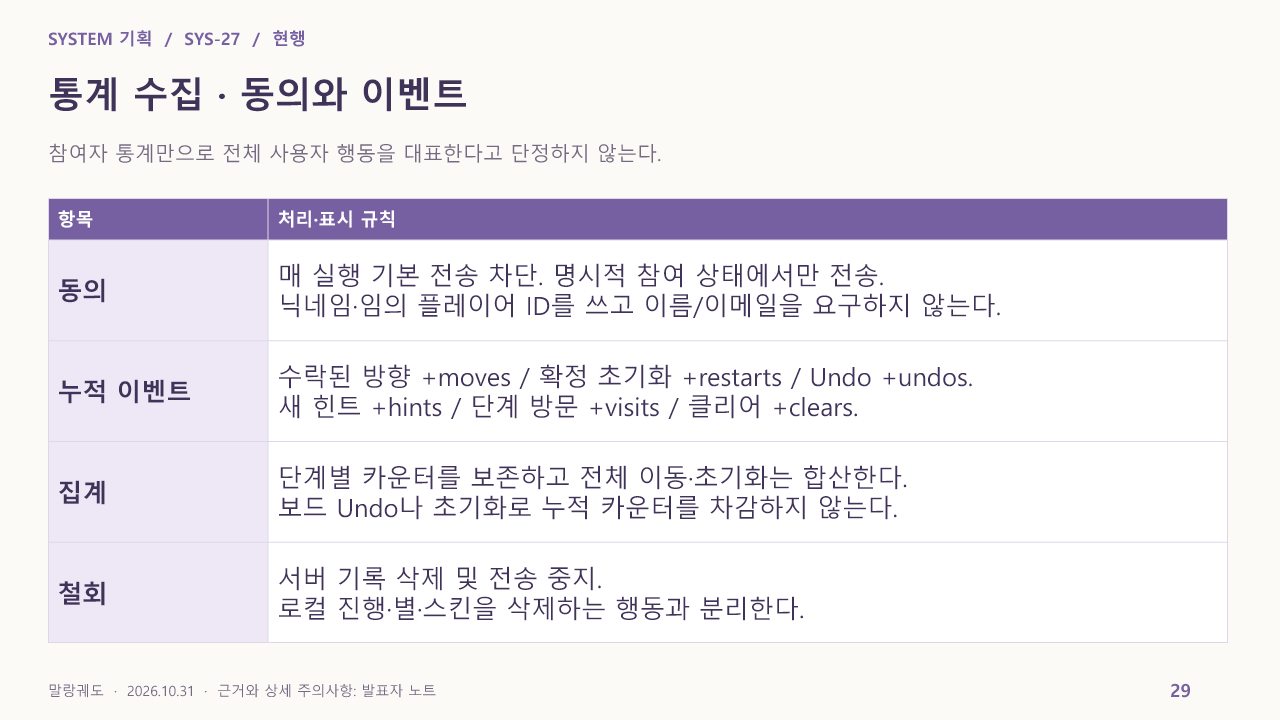 SYSTEM 기획 / SYS-27 / 현행
통계 수집 · 동의와 이벤트
참여자 통계만으로 전체 사용자 행동을 대표한다고 단정하지 않는다.
항목
처리·표시 규칙
동의
매 실행 기본 전송 차단. 명시적 참여 상태에서만 전송.
닉네임·임의 플레이어 ID를 쓰고 이름/이메일을 요구하지 않는다.
누적 이벤트
수락된 방향 +moves / 확정 초기화 +restarts / Undo +undos.
새 힌트 +hints / 단계 방문 +visits / 클리어 +clears.
집계
단계별 카운터를 보존하고 전체 이동·초기화는 합산한다.
보드 Undo나 초기화로 누적 카운터를 차감하지 않는다.
철회
서버 기록 삭제 및 전송 중지.
로컬 진행·별·스킨을 삭제하는 행동과 분리한다.
말랑궤도 · 2026.10.31 · 근거와 상세 주의사항: 발표자 노트
29